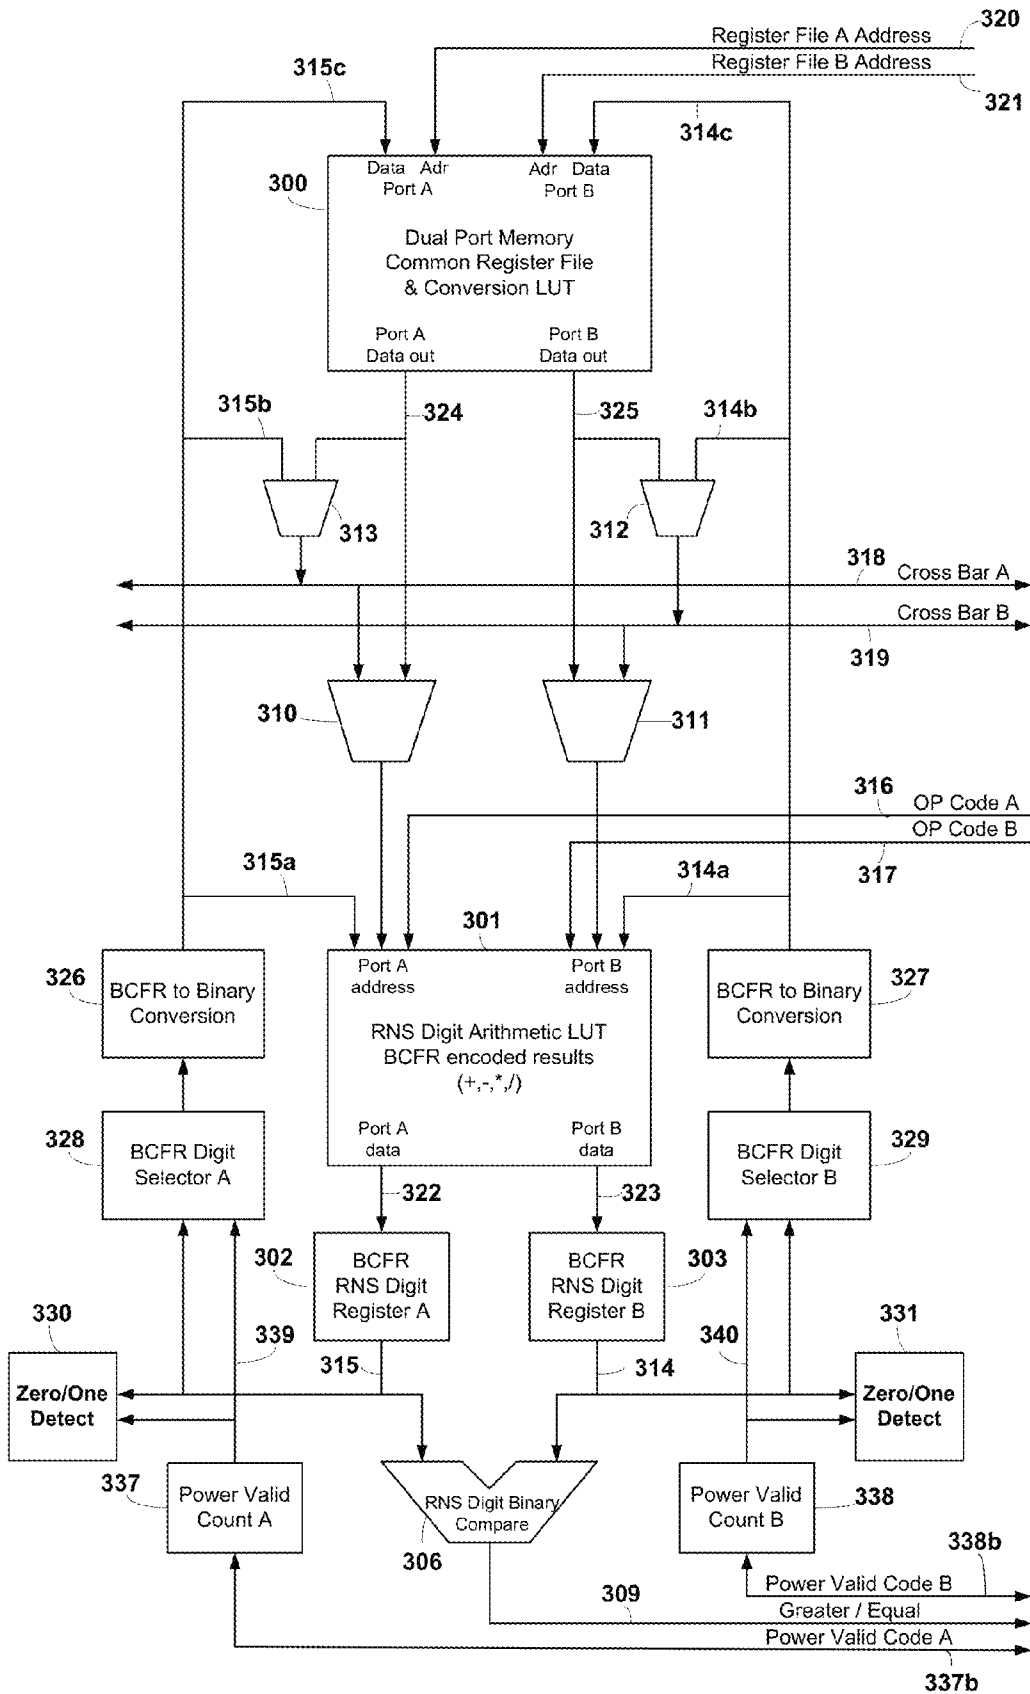 Register File A Address
320
Register File B Address
315c
321
314c
Data Adr
Adr Data
300
Port A
Port B
Dual Port Memory
Common Register File
& Conversion LUT
Port A
Data out
Port B
Data out
315b
324
325
314b
313
312
318
Cross Bar A
Cross Bar B
319
310
311
316
OP Code A
OP Code B
315a
314a
317
301
326
Port A
address
Port B
address
327
BCFR to Binary
Conversion
BCFR to Binary
Conversion
RNS Digit Arithmetic LUT
BCFR encoded results
(+,-,*,/)
328
Port A
data
Port B
data
329
BCFR Digit
Selector A
BCFR Digit
Selector B
322
323
302
BCFR
RNS Digit
Register A
BCFR
RNS Digit
Register B
303
330
339
315
314
340
331
Zero/One
Detect
Zero/One
Detect
337
Power Valid
Count A
RNS Digit Binary
Compare
Power Valid
Count B
338
306
338b
Power Valid Code B
309
Greater / Equal
Power Valid Code A
337b